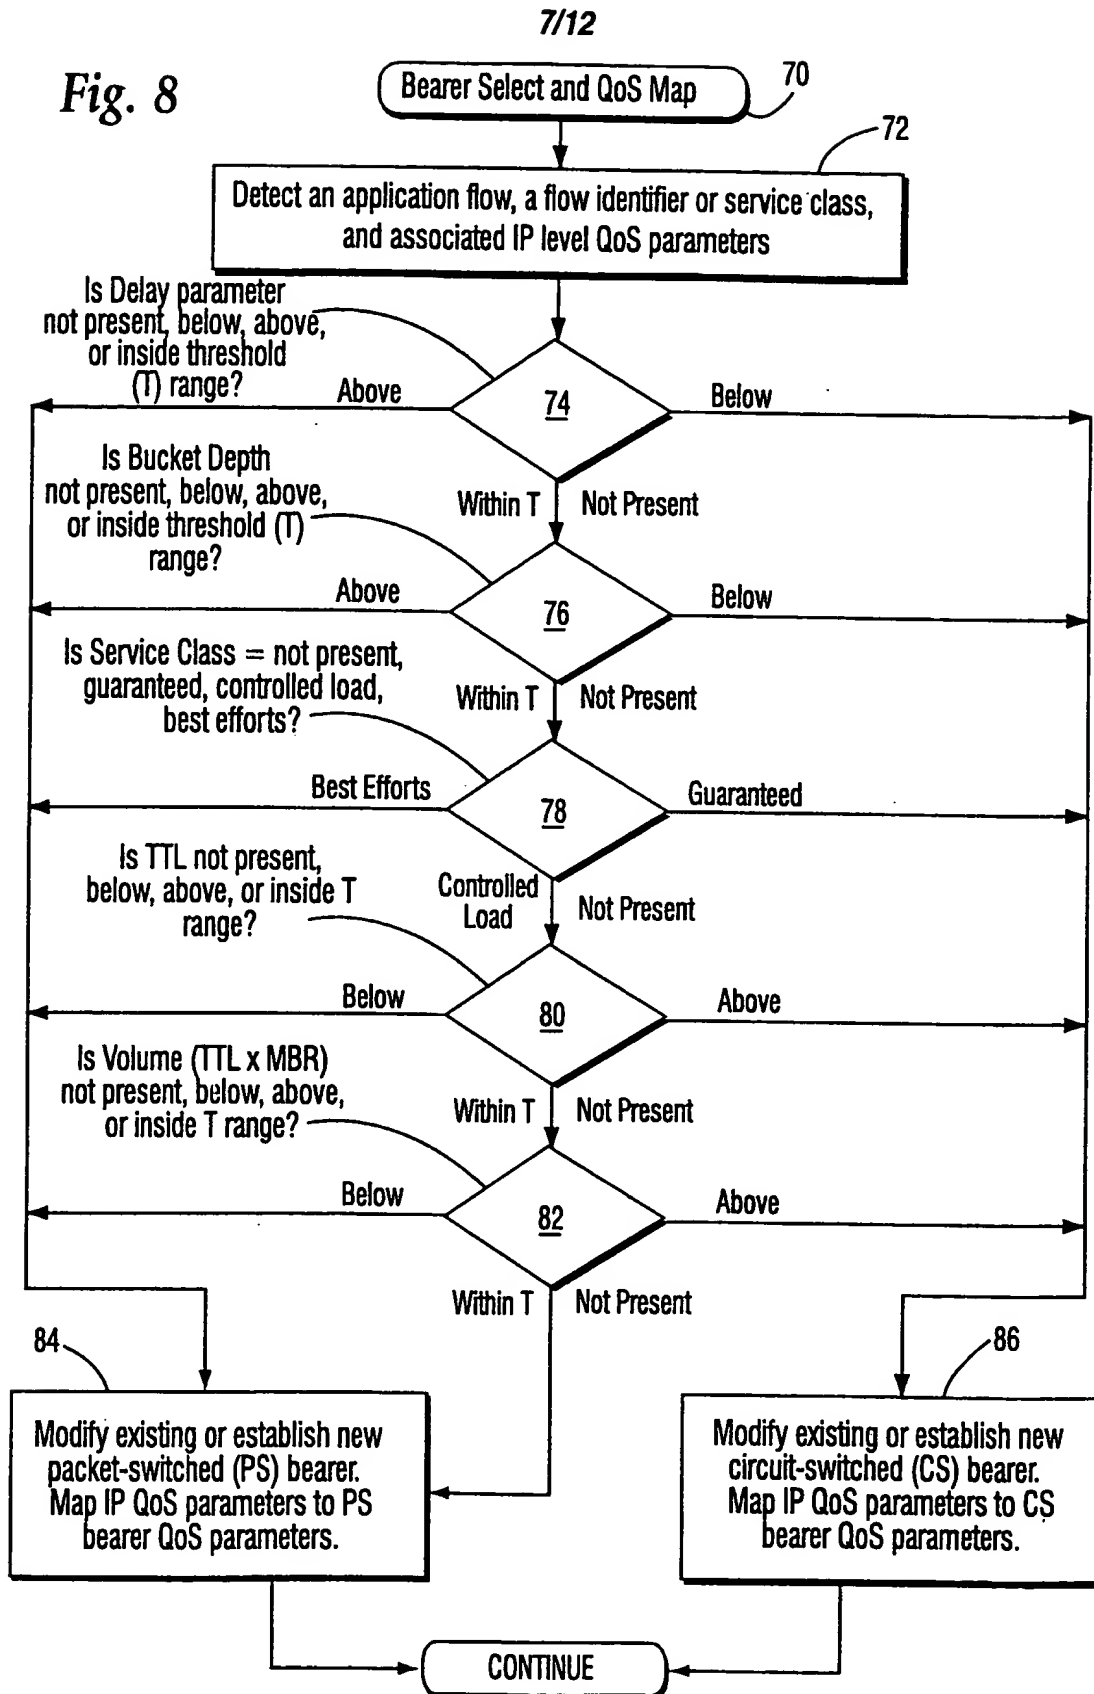 7/12
Fig. 8
Bearer Select and QoS Map
70
72
Detect an application flow, a flow identifier or service class,
and associated IP level QoS parameters
Is Delay parameter
not present, below, above,
or inside threshold
(T) range?
Above
74
Below
Within T
Not Present
Is Bucket Depth
not present, below, above,
or inside threshold (T)
range?
Above
76
Below
Within T
Not Present
Is Service Class = not present,
guaranteed, controlled load,
best efforts?
Best Efforts
78
Guaranteed
Controlled
Load
Not Present
Is TTL not present,
below, above, or inside T
range?
Below
80
Above
Within T
Not Present
Is Volume (TTL x MBR)
not present, below, above,
or inside T range?
Below
82
Above
Within T
Not Present
84
Modify existing or establish new
packet-switched (PS) bearer.
Map IP QoS parameters to PS
bearer QoS parameters.
86
Modify existing or establish new
circuit-switched (CS) bearer.
Map IP QoS parameters to CS
bearer QoS parameters.
CONTINUE